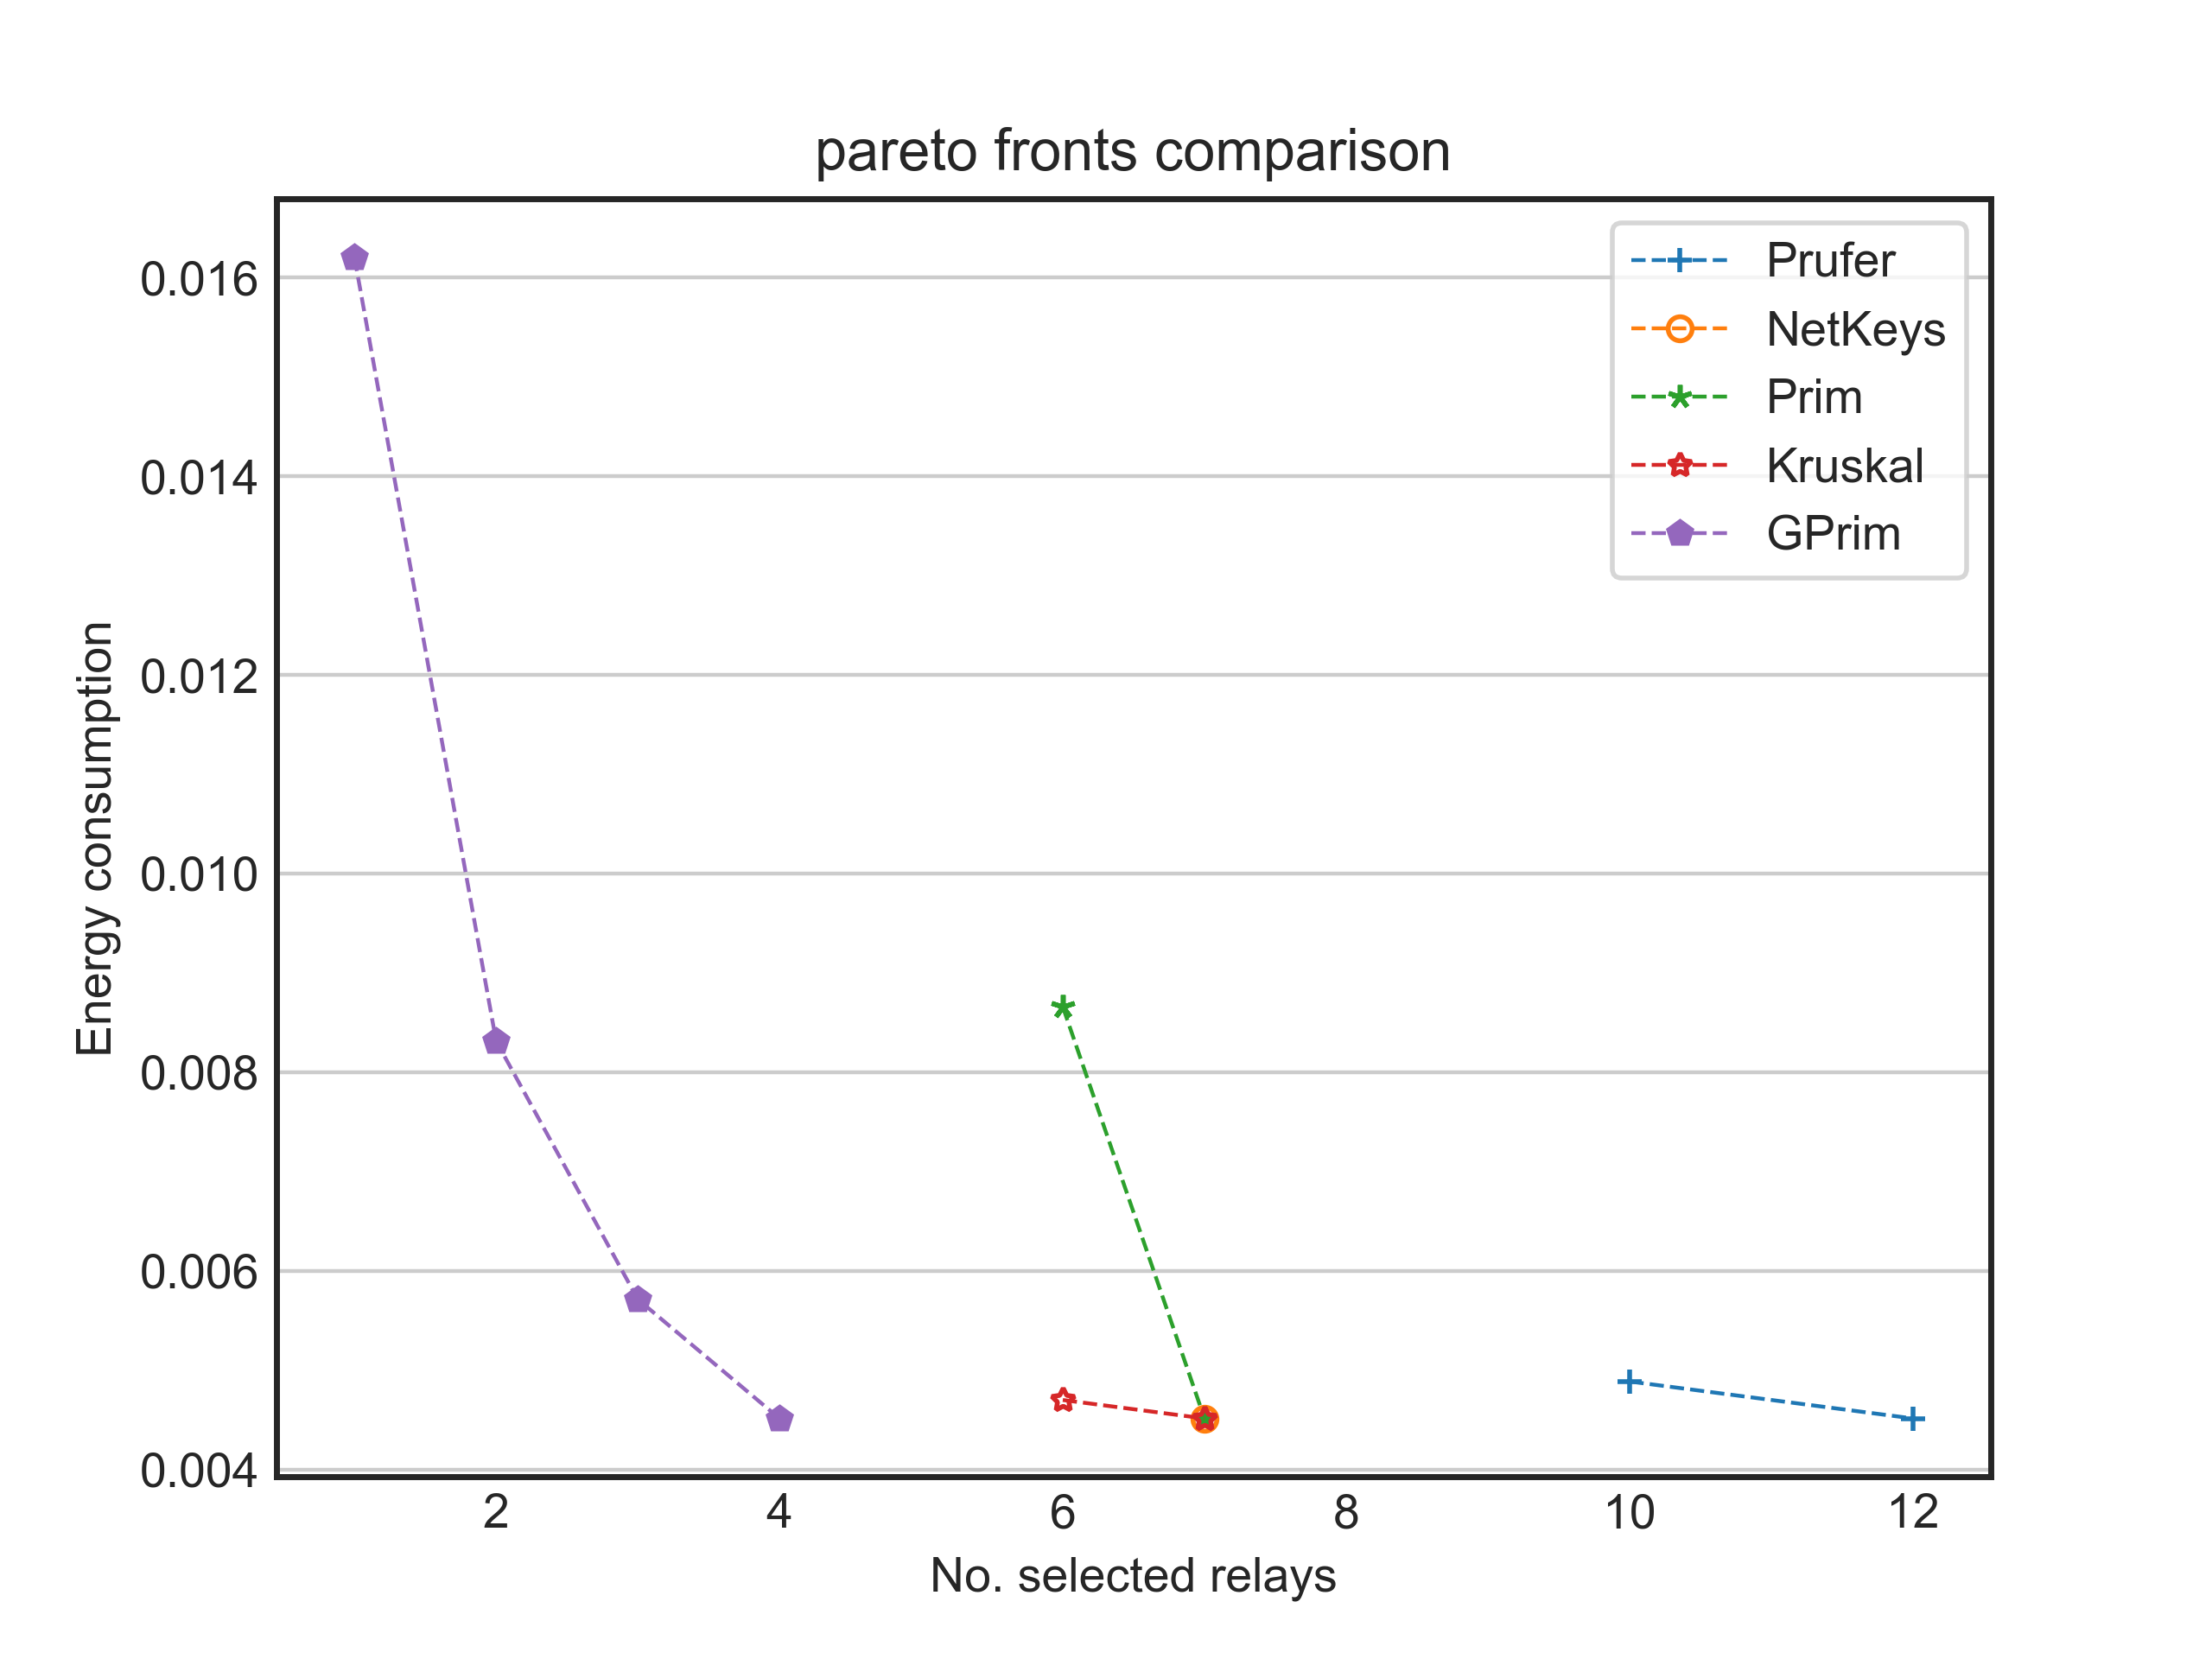 pareto fronts comparison
Prufer
NetKeys
Prim
Kruskal
GPrim
Energy consumption
0.016
0.014
0.012
0.010
0.008
0.006
0.004
2 4 6 8 10 12
No. selected relays